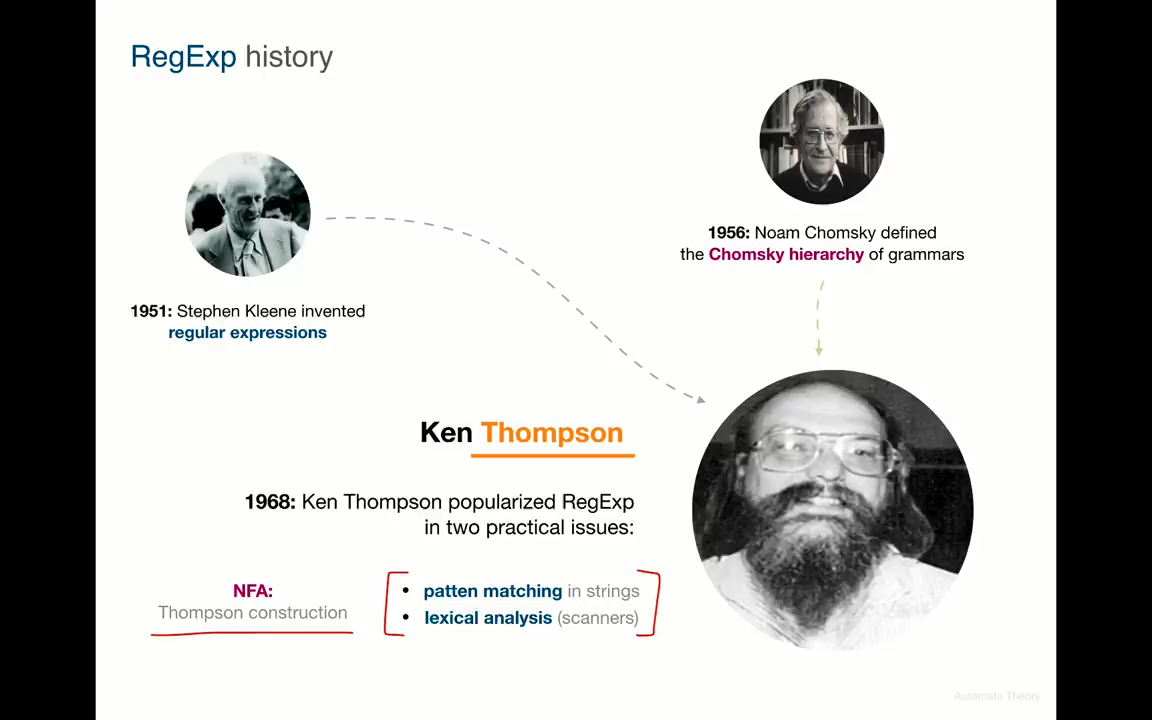 RegExp history
1951: Stephen Kleene invented
regular expressions
1956: Noam Chomsky defined
the Chomsky hierarchy of grammars
Ken Thompson
1968: Ken Thompson popularized RegExp
in two practical issues:
NFA:
Thompson construction
• patten matching in strings
• lexical analysis (scanners)
Automata Theory